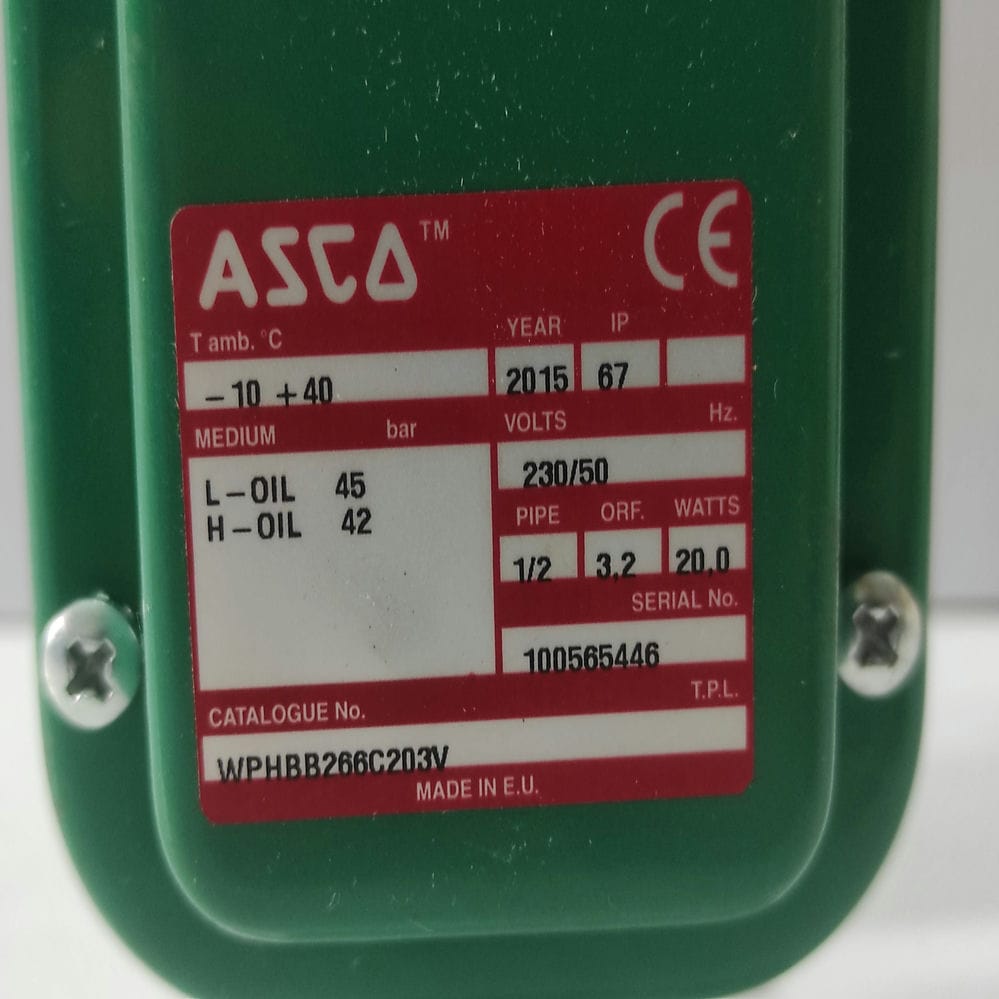 ASCO™ CE
T amb. °C YEAR IP
-10 +40 2015 67
MEDIUM bar VOLTS Hz.
L-OIL 45 230/50
H-OIL 42 PIPE ORF. WATTS
1/2 3,2 20,0
SERIAL No.
100565446
CATALOGUE No. T.P.L.
WPHBB266C203V
MADE IN E.U.